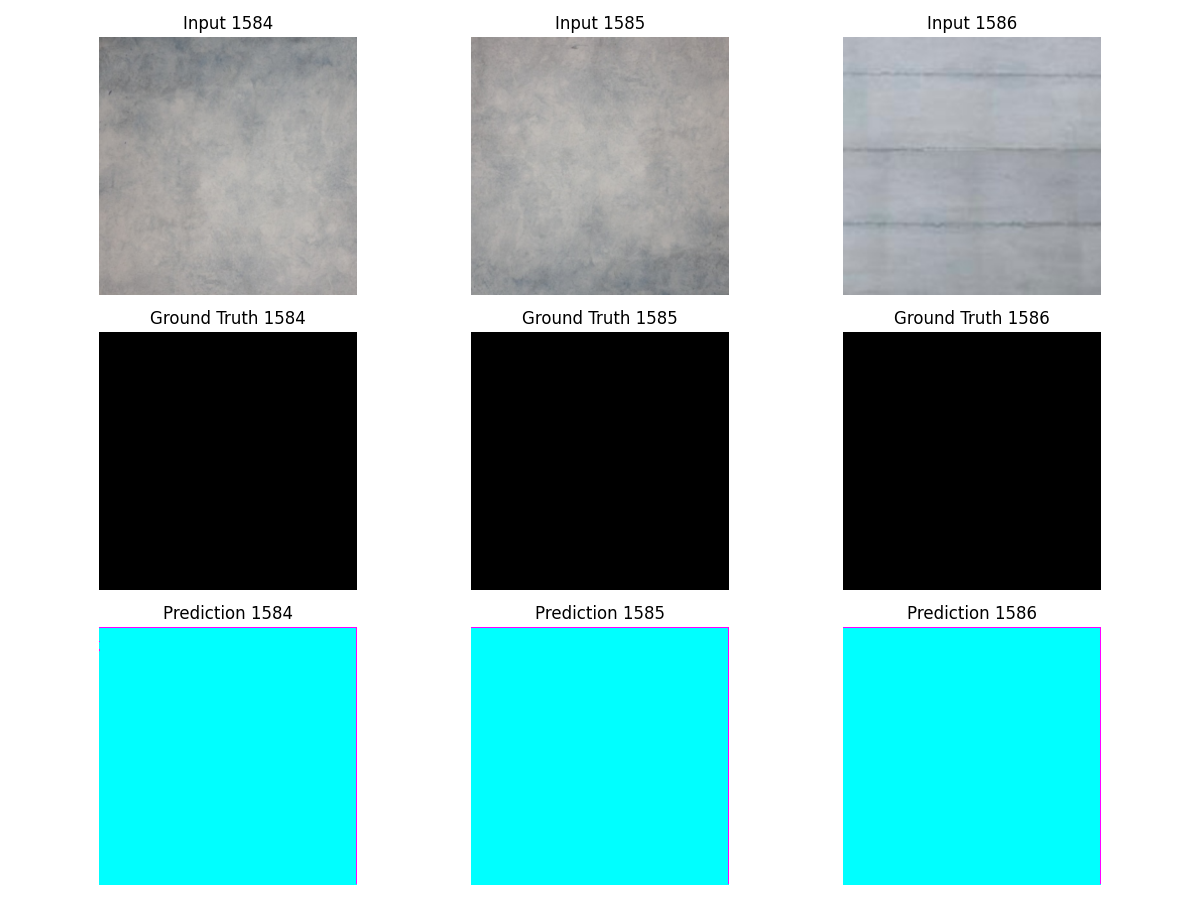 Input 1584
Input 1585
Input 1586
Ground Truth 1584
Ground Truth 1585
Ground Truth 1586
Prediction 1584
Prediction 1585
Prediction 1586